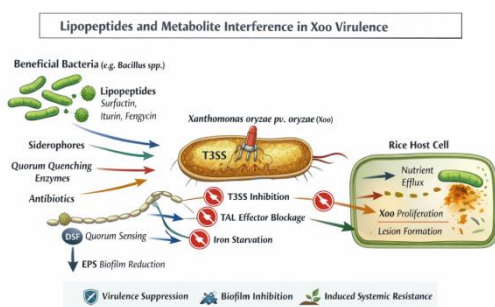 Lipopeptides and Metabolite Interference in Xoo Virulence
Beneficial Bacteria (e.g. Bacillus spp.)
Lipopeptides
Surfactin,
Iturin, Fengycin
Siderophores
Quorum Quenching
Enzymes
Antibiotics
Xanthomonas oryzae pv. oryzae (Xoo)
T3SS
Rice Host Cell
Nutrient
Efflux
Xoo Proliferation
Lesion Formation
T3SS Inhibition
TAL Effector Blockage
Iron Starvation
DSF Quorum Sensing
EPS Biofilm Reduction
Virulence Suppression
Biofilm Inhibition
Induced Systemic Resistance